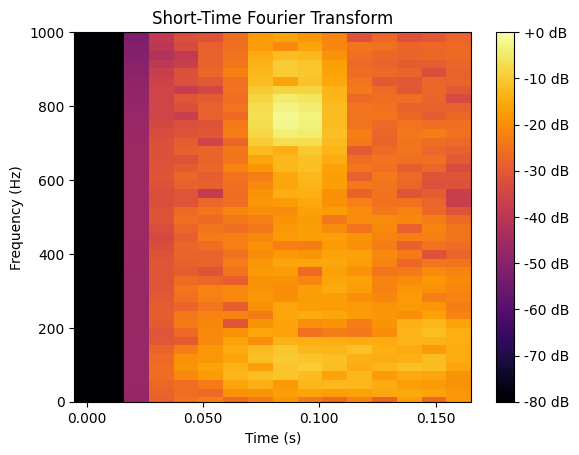 Short-Time Fourier Transform
1000
800
600
400
200
0
Frequency (Hz)
0.000
0.050
0.100
0.150
Time (s)
+0 dB
-10 dB
-20 dB
-30 dB
-40 dB
-50 dB
-60 dB
-70 dB
-80 dB